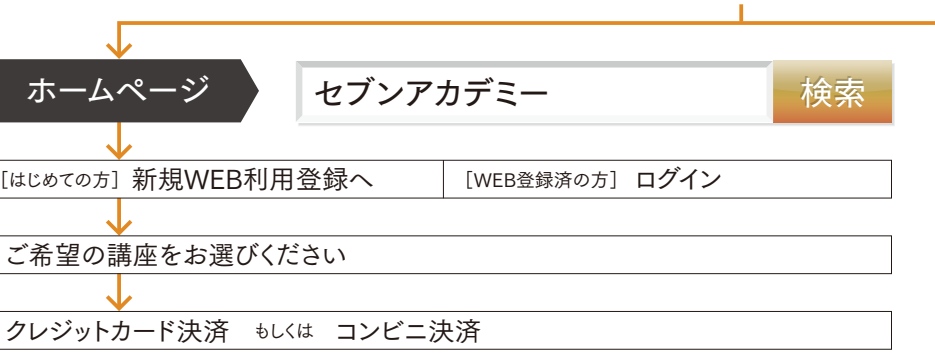 ホームページ セブンアカデミー 検索
［はじめての方］ 新規WEB利用登録へ ［WEB登録済の方］ ログイン
ご希望の講座をお選びください
クレジットカード決済 もしくは コンビニ決済